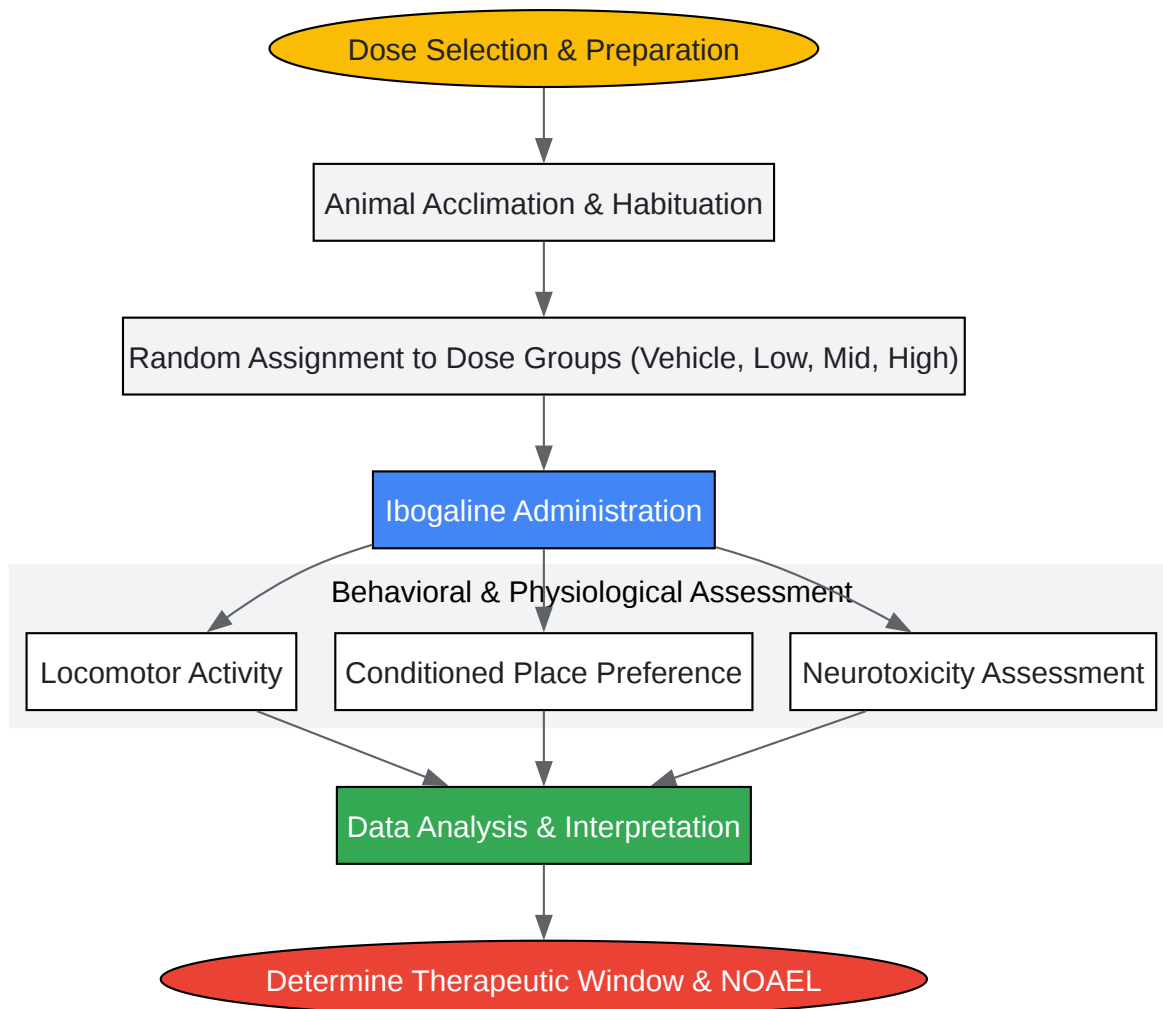 Dose Selection & Preparation
Animal Acclimation & Habituation
Random Assignment to Dose Groups (Vehicle, Low, Mid, High)
Ibogaline Administration
Behavioral & Physiological Assessment
Locomotor Activity
Conditioned Place Preference
Neurotoxicity Assessment
Data Analysis & Interpretation
Determine Therapeutic Window & NOAEL